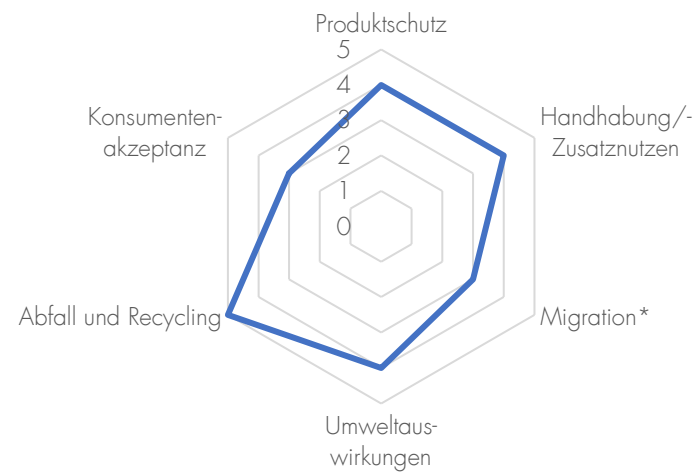 Produktschutz
5
4
3
2
1
0
Handhabung/-
Zusatznutzen
Migration*
Umweltaus-
wirkungen
Abfall und Recycling
Konsumenten-
akzeptanz